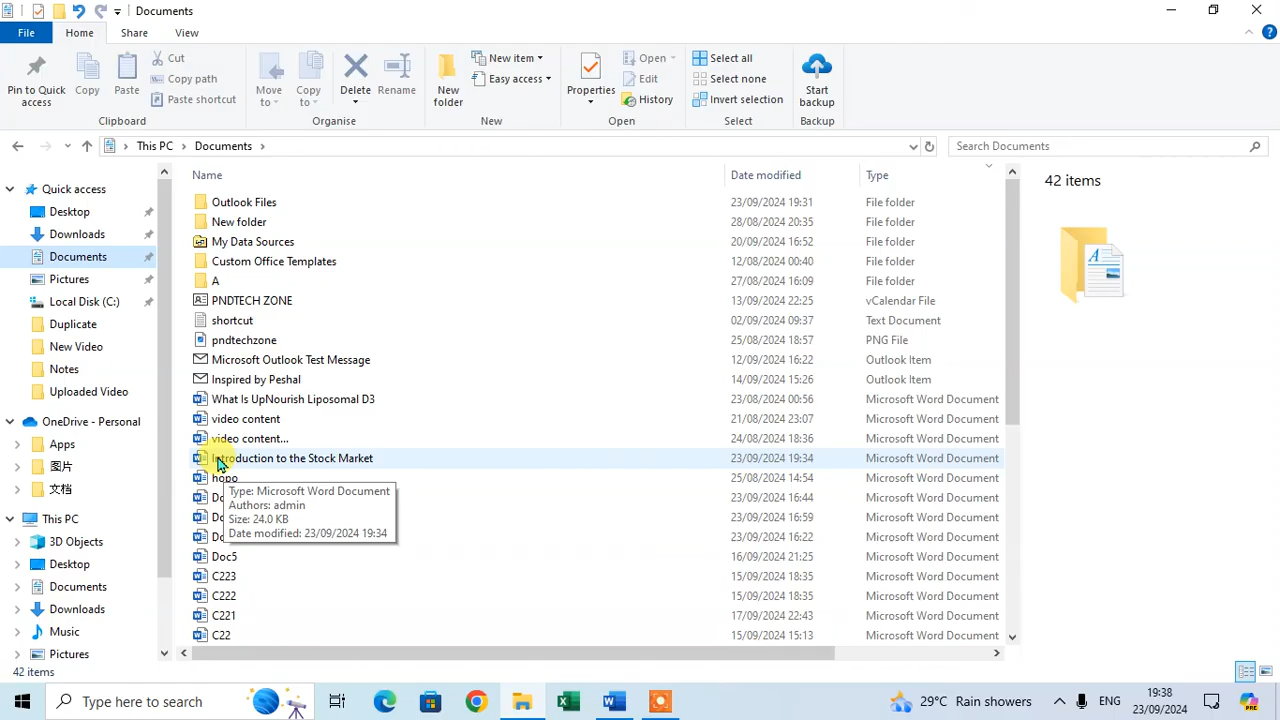 Documents
File
Home
Share
View
Pin to Quick access
Copy
Paste
Cut
Copy path
Paste shortcut
Clipboard
Move to
Copy to
Delete
Rename
Organise
New folder
New item
Easy access
New
Properties
Open
Edit
History
Open
Select all
Select none
Invert selection
Select
Start backup
Backup
This PC
Documents
Search Documents
Quick access
Desktop
Downloads
Documents
Pictures
Local Disk (C:)
Duplicate
New Video
Notes
Uploaded Video
OneDrive - Personal
Apps
图片
文档
This PC
3D Objects
Desktop
Documents
Downloads
Music
Pictures
Name Date modified Type
Outlook Files 23/09/2024 19:31 File folder
New folder 28/08/2024 20:35 File folder
My Data Sources 20/09/2024 16:52 File folder
Custom Office Templates 12/08/2024 00:40 File folder
A 27/08/2024 16:09 File folder
PNDTECH ZONE 13/09/2024 22:25 vCalendar File
shortcut 02/09/2024 09:37 Text Document
pndtechzone 25/08/2024 18:57 PNG File
Microsoft Outlook Test Message 12/09/2024 16:22 Outlook Item
Inspired by Peshal 14/09/2024 15:26 Outlook Item
What Is UpNourish Liposomal D3 23/08/2024 00:56 Microsoft Word Document
video content 21/08/2024 23:07 Microsoft Word Document
video content... 24/08/2024 18:36 Microsoft Word Document
Introduction to the Stock Market 23/09/2024 19:34 Microsoft Word Document
hopo 25/08/2024 14:54 Microsoft Word Document
23/09/2024 16:44 Microsoft Word Document
23/09/2024 16:59 Microsoft Word Document
23/09/2024 16:22 Microsoft Word Document
Doc5 16/09/2024 21:25 Microsoft Word Document
C223 15/09/2024 18:35 Microsoft Word Document
C222 15/09/2024 18:35 Microsoft Word Document
C221 17/09/2024 22:43 Microsoft Word Document
C22 15/09/2024 15:13 Microsoft Word Document
Type: Microsoft Word Document
Authors: admin
Size: 24.0 KB
Date modified: 23/09/2024 19:34
42 items
42 items
Type here to search
29°C Rain showers
ENG
19:38
23/09/2024
PRE